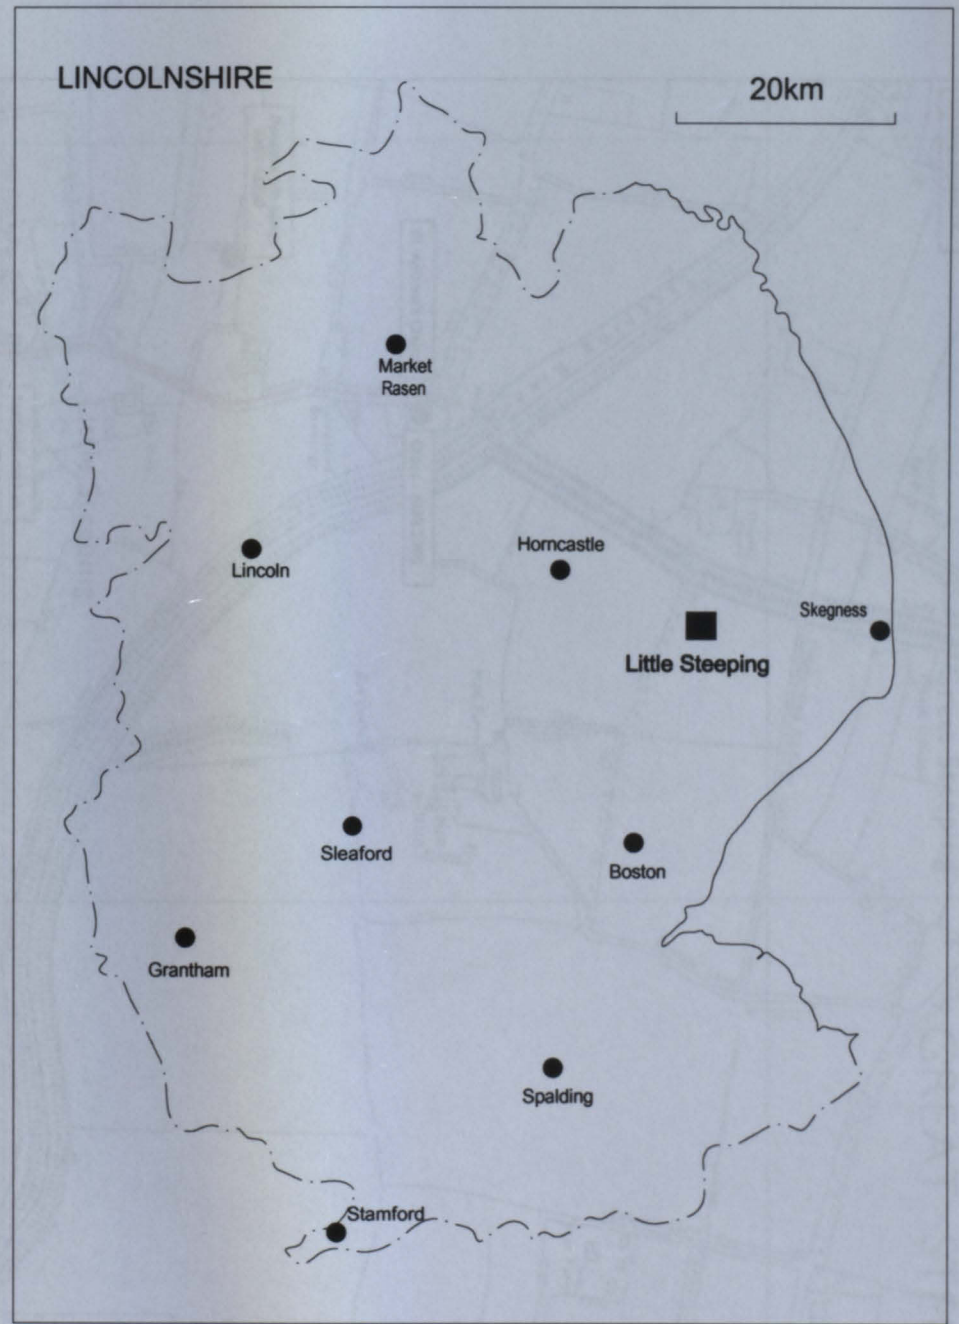 LINCOLNSHIRE
20km
Market
Rasen
Lincoln
Horncastle
Skegness
Little Steeping
Sleaford
Boston
Grantham
Spalding
Stamford